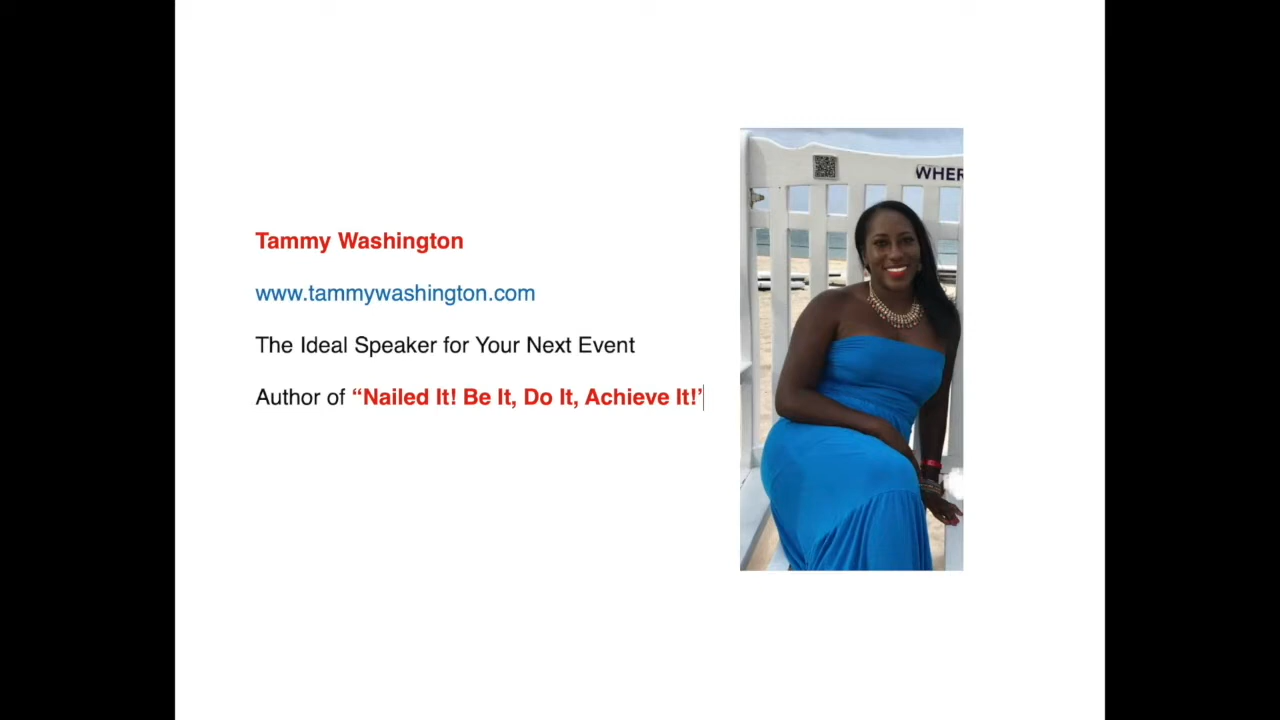 WHER
Tammy Washington
www.tammywashington.com
The Ideal Speaker for Your Next Event
Author of “Nailed It! Be It, Do It, Achieve It!’